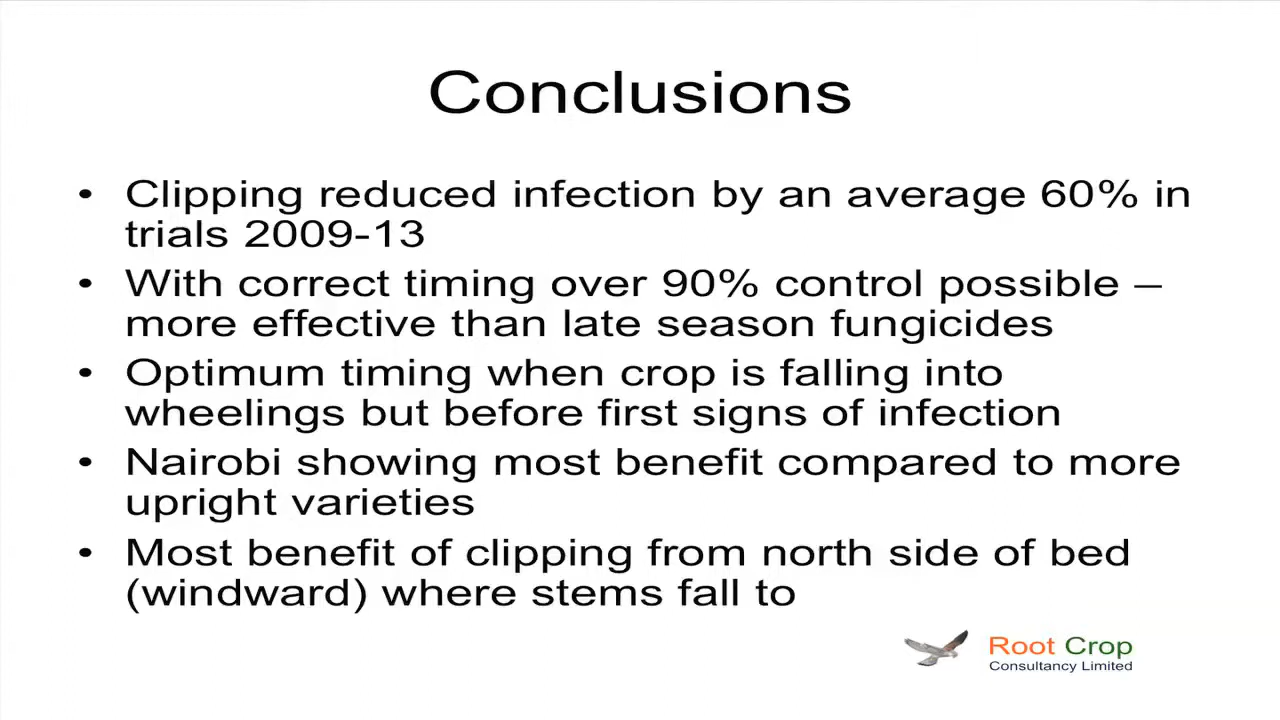 Conclusions
• Clipping reduced infection by an average 60% in
trials 2009-13
• With correct timing over 90% control possible –
more effective than late season fungicides
• Optimum timing when crop is falling into
wheelings but before first signs of infection
• Nairobi showing most benefit compared to more
upright varieties
• Most benefit of clipping from north side of bed
(windward) where stems fall to
Root Crop
Consultancy Limited